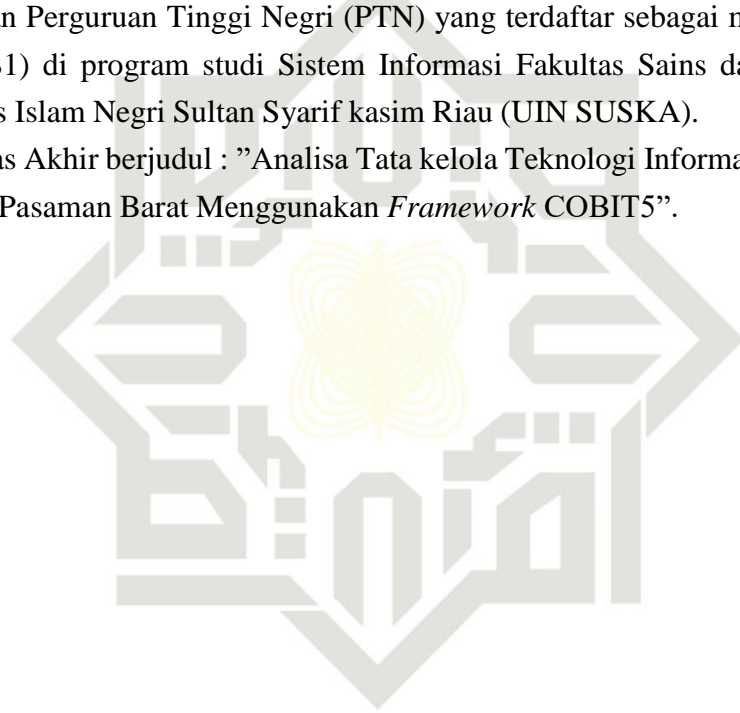 n Perguruan Tinggi Negri (PTN) yang terdaftar sebagai
1) di program studi Sistem Informasi Fakultas Sains
s Islam Negri Sultan Syarif kasim Riau (UIN SUSKA).
as Akhir berjudul : ”Analisa Tata kelola Teknologi Informa
Pasaman Barat Menggunakan Framework COBIT5”.